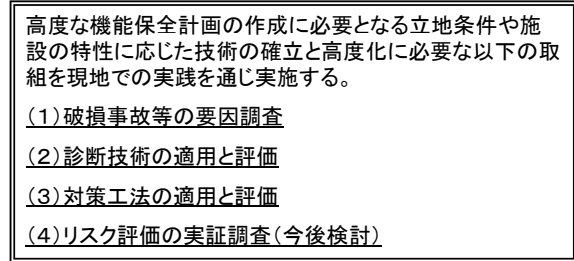 高度な機能保全計画の作成に必要となる立地条件や施
設の特性に応じた技術の確立と高度化に必要な以下の取
組を現地での実践を通じ実施する。
(1)破損事故等の要因調査
(2)診断技術の適用と評価
(3)対策工法の適用と評価
(4)リスク評価の実証調査(今後検討)